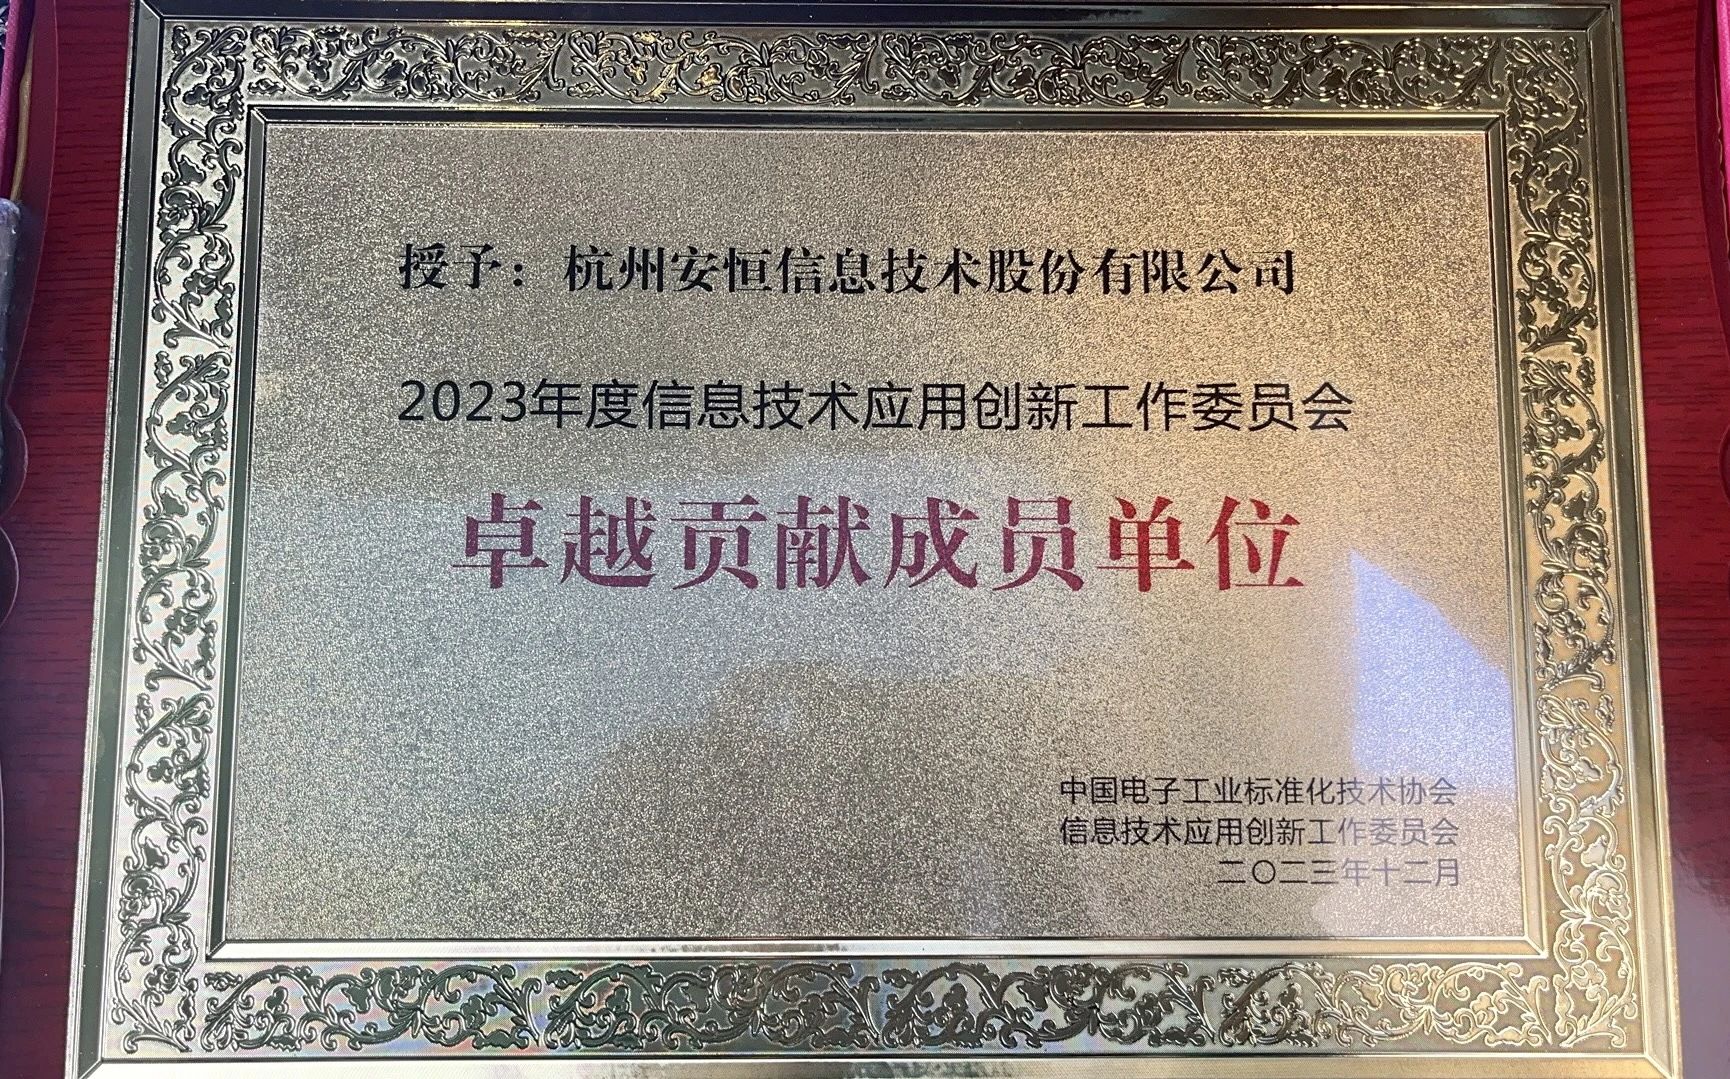 授予：杭州安恒信息技术股份有限公司
2023年度信息技术应用创新工作委员会
卓越贡献成员单位
中国电子工业标准化技术协会
信息技术应用创新工作委员会
二〇二三年十二月